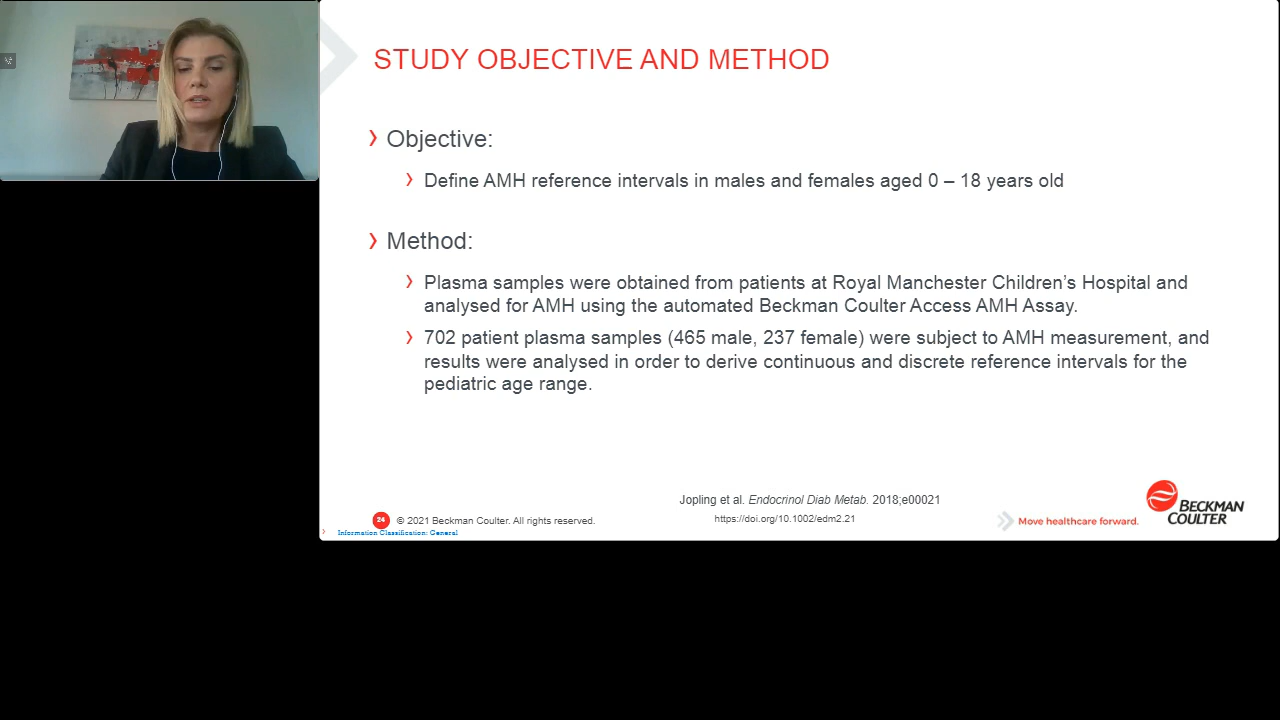 STUDY OBJECTIVE AND METHOD
Objective:
Define AMH reference intervals in males and females aged 0 – 18 years old
Method:
Plasma samples were obtained from patients at Royal Manchester Children’s Hospital and
analysed for AMH using the automated Beckman Coulter Access AMH Assay.
702 patient plasma samples (465 male, 237 female) were subject to AMH measurement, and
results were analysed in order to derive continuous and discrete reference intervals for the
pediatric age range.
Jopling et al. Endocrinol Diab Metab. 2018;e00021
https://doi.org/10.1002/edm2.21
24 © 2021 Beckman Coulter. All rights reserved.
Information Classification: General
Move healthcare forward.
BECKMAN
COULTER